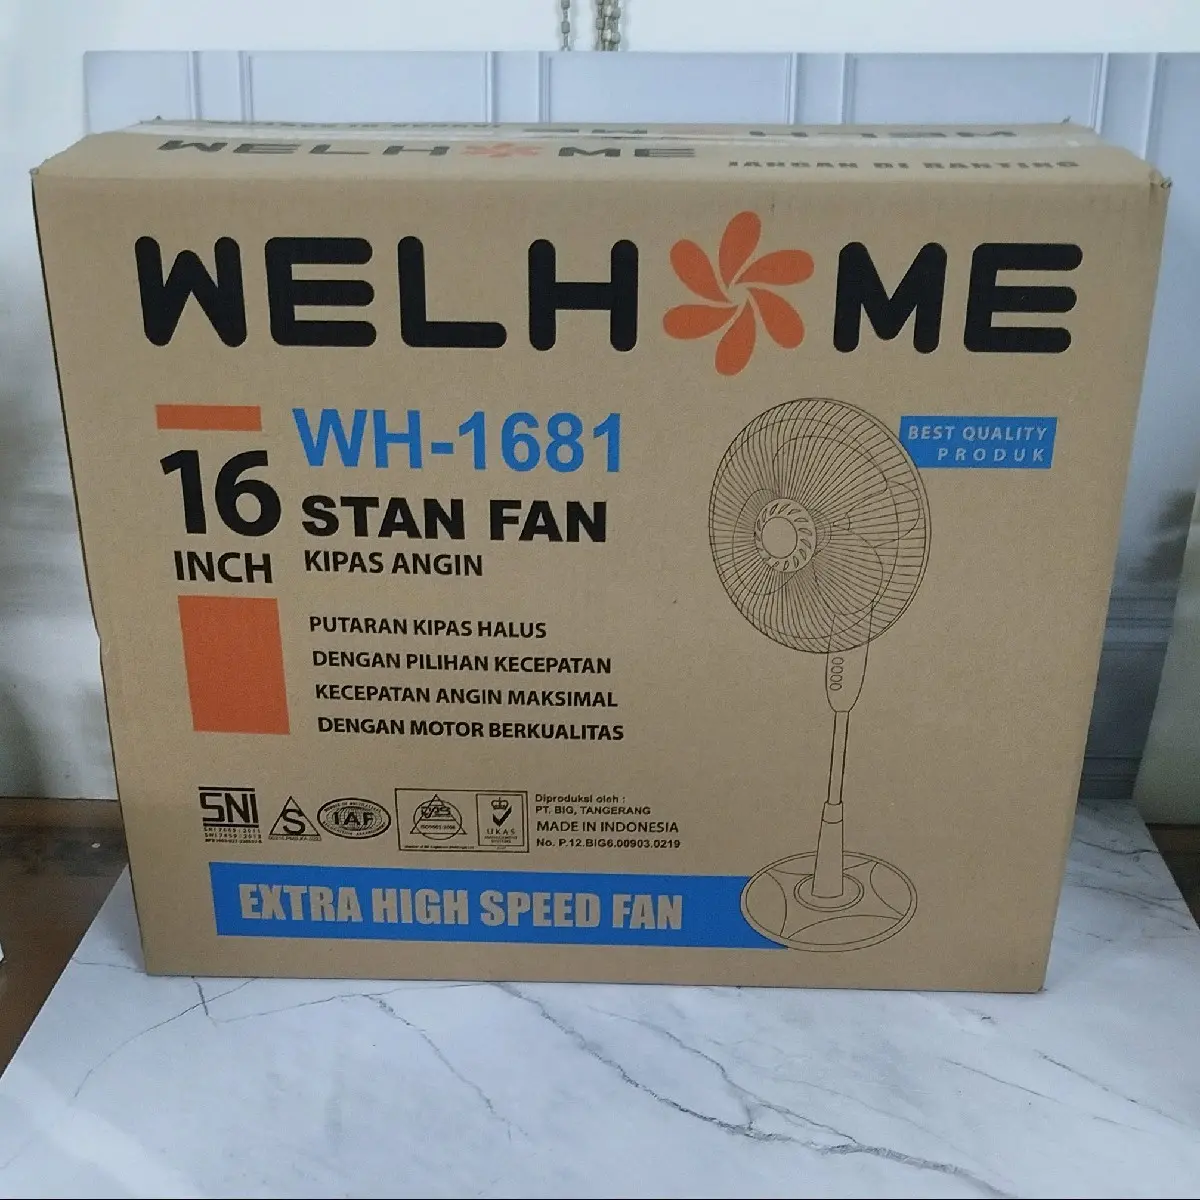 WELHOME
JANGAN DI BANTING
WELHOME
WH-1681
16
INCH
STAN FAN
KIPAS ANGIN
BEST QUALITY
PRODUK
PUTARAN KIPAS HALUS
DENGAN PILIHAN KECEPATAN
KECEPATAN ANGIN MAKSIMAL
DENGAN MOTOR BERKUALITAS
SNI
S
IAF
UKAS
MANAGEMENT
SYSTEMS
Diproduksi oleh :
PT. BIG, TANGERANG
MADE IN INDONESIA
No. P.12.BIG6.00903.0219
EXTRA HIGH SPEED FAN